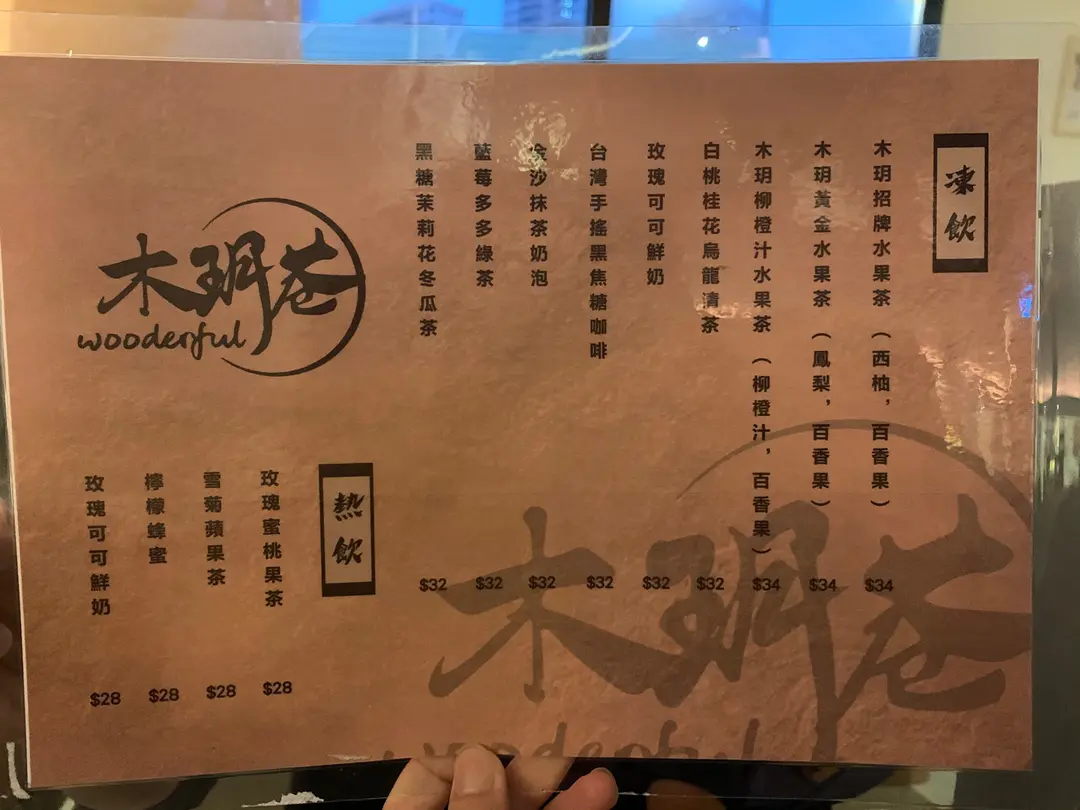 凍飲
木玥招牌水果茶（西柚，百香果） $34
木玥黃金水果茶（鳳梨，百香果） $34
木玥柳橙汁水果茶（柳橙汁，百香果） $34
白桃桂花烏龍清茶 $32
玫瑰可可鮮奶 $32
台灣手搖黑焦糖咖啡 $32
金沙抹茶奶泡 $32
藍莓多多綠茶 $32
黑糖茉莉花冬瓜茶 $32
木玥巷
wooderful
熱飲
玫瑰蜜桃果茶 $28
雪菊蘋果茶 $28
檸檬蜂蜜 $28
玫瑰可可鮮奶 $28
木玥巷
wooderful